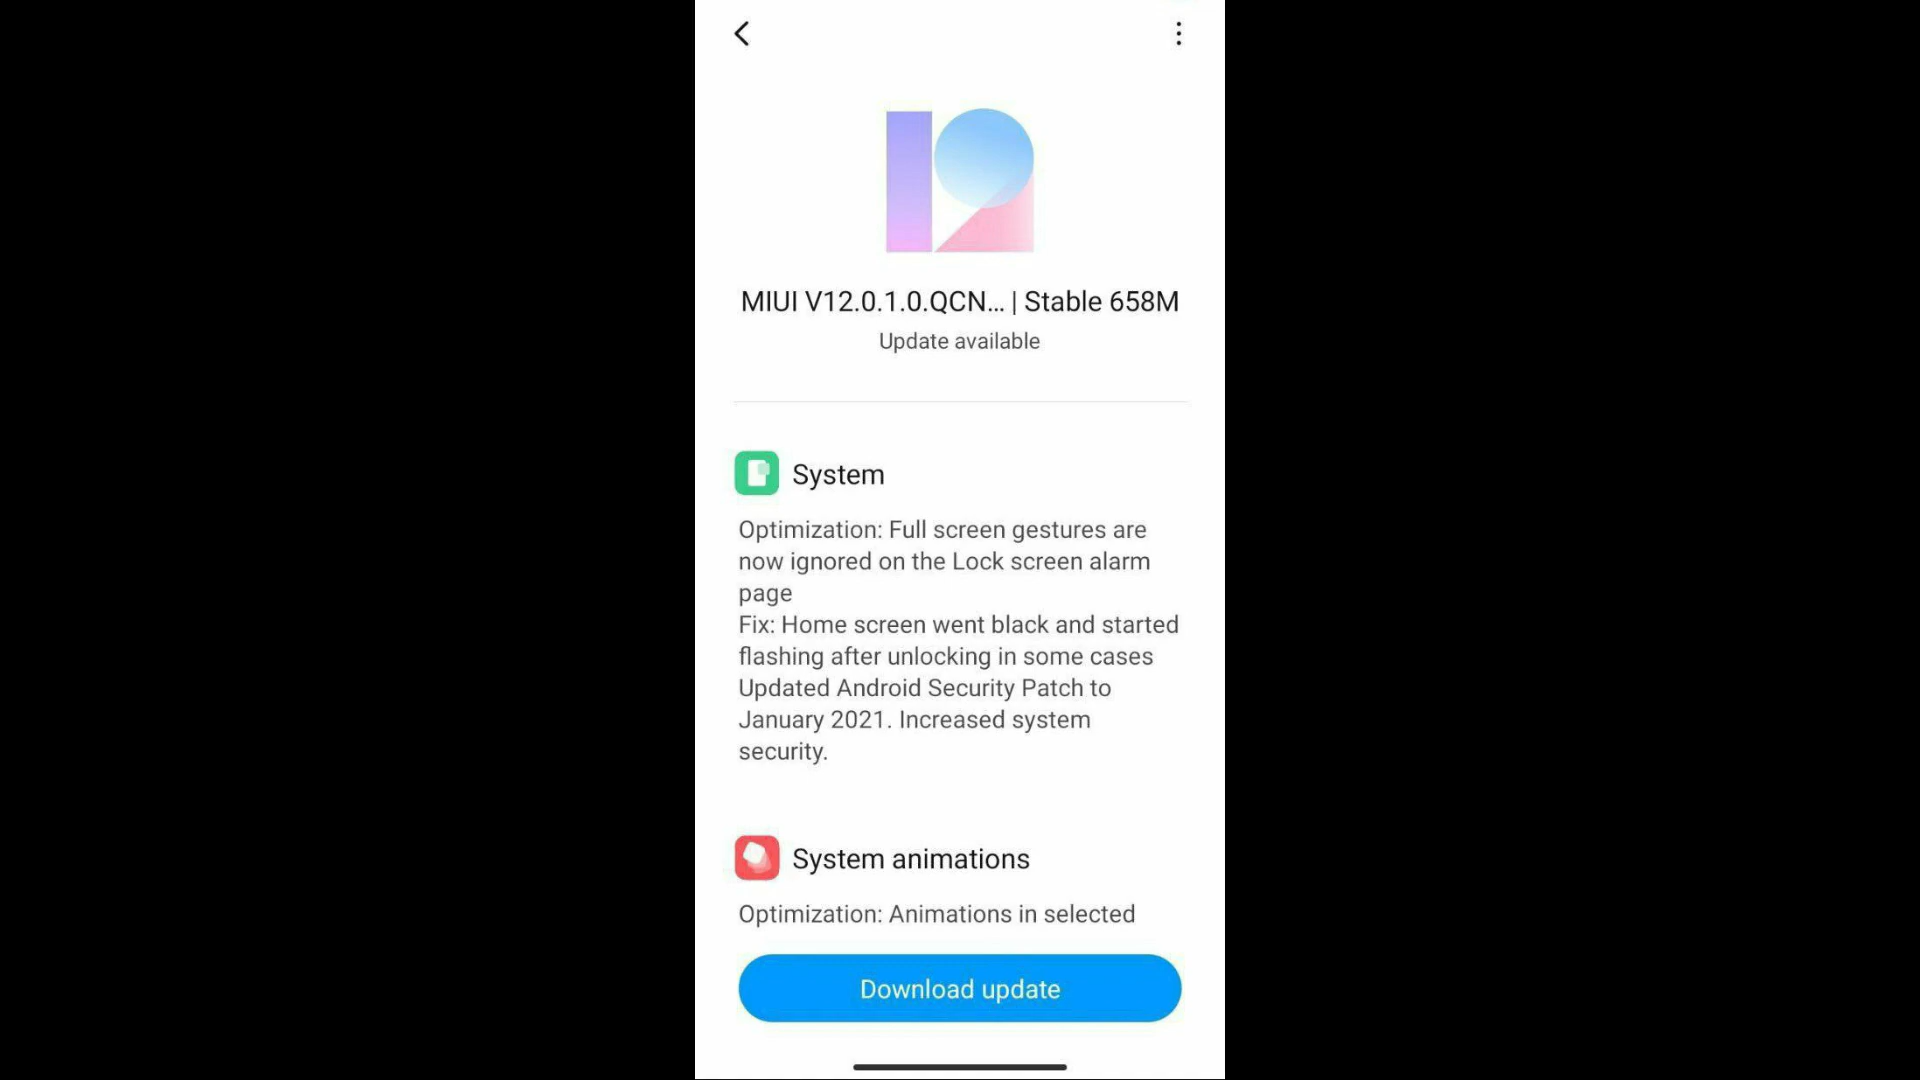 MIUI V12.0.1.0.QCN... | Stable 658M
Update available
System
Optimization: Full screen gestures are
now ignored on the Lock screen alarm
page
Fix: Home screen went black and started
flashing after unlocking in some cases
Updated Android Security Patch to
January 2021. Increased system
security.
System animations
Optimization: Animations in selected
Download update